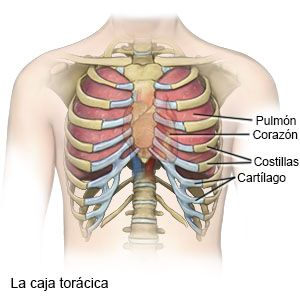 Pulmón
Corazón
Costillas
Cartílago
La caja torácica